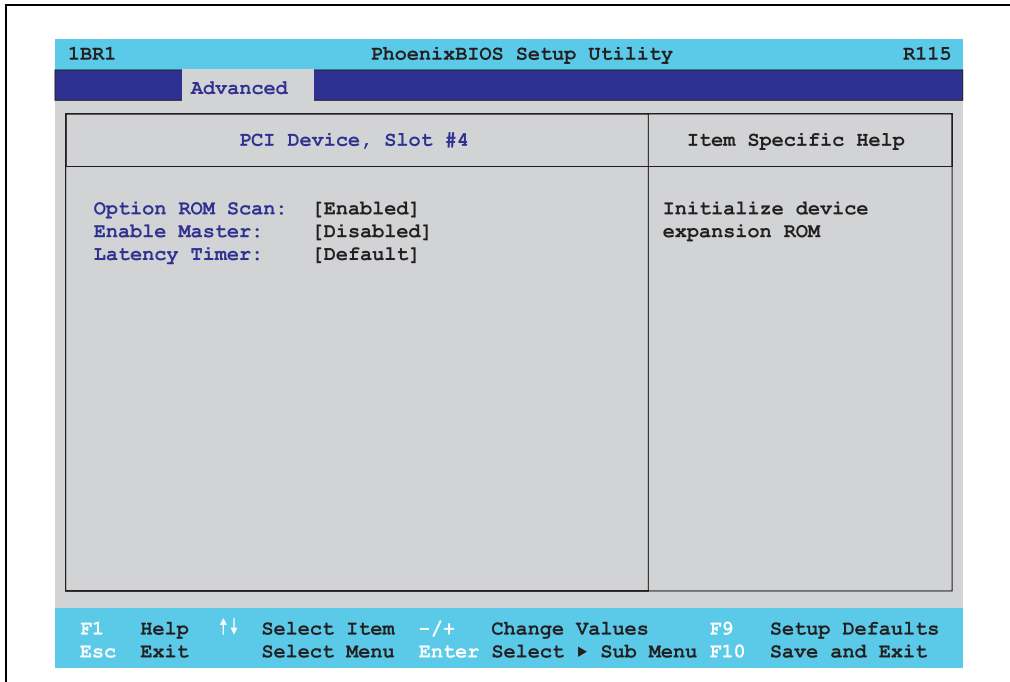 1BR1 PhoenixBIOS Setup Utility R115
Advanced
PCI Device, Slot #4 Item Specific Help
Option ROM Scan: [Enabled] Initialize device
Enable Master: [Disabled] expansion ROM
Latency Timer: [Default]
F1 Help ↑↓ Select Item -/+ Change Values F9 Setup Defaults
Esc Exit Select Menu Enter Select ▶ Sub Menu F10 Save and Exit